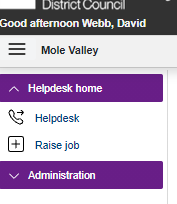 District Council
Good afternoon Webb, David
Mole Valley
Helpdesk home
Helpdesk
Raise job
Administration